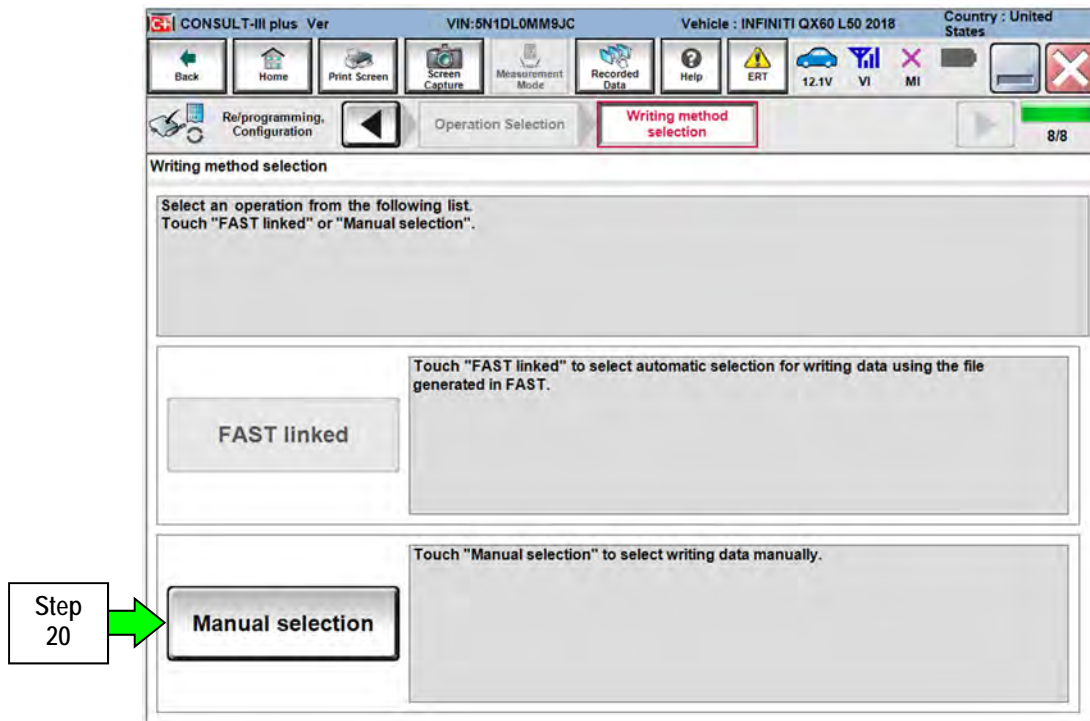 CONSULT-III plus Ver
VIN:5N1DL0MM9JC
Vehicle : INFINITI QX60 L50 2018
Country : United
States
Back
Home
Print Screen
Screen
Capture
Measurement
Mode
Recorded
Data
Help
ERT
12.1V
VI
MI
Re/programming,
Configuration
Operation Selection
Writing method
selection
8/8
Writing method selection
Select an operation from the following list.
Touch "FAST linked" or "Manual selection".
FAST linked
Touch "FAST linked" to select automatic selection for writing data using the file
generated in FAST.
Step
20
Manual selection
Touch "Manual selection" to select writing data manually.